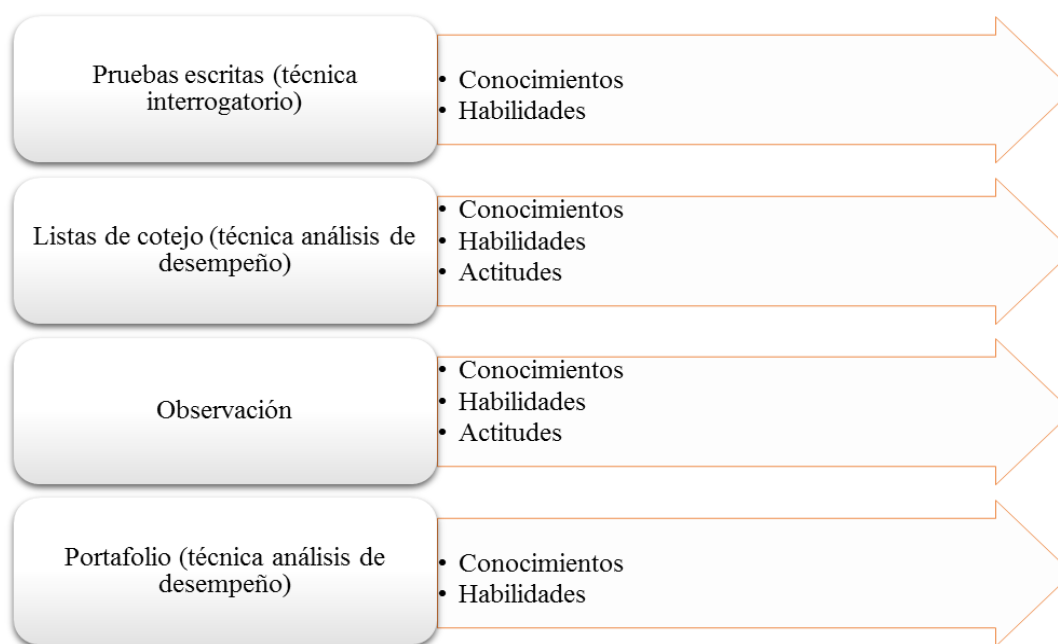 Pruebas escritas (técnica
interrogatorio)
• Conocimientos
• Habilidades
Listas de cotejo (técnica análisis de
desempeño)
• Conocimientos
• Habilidades
• Actitudes
Observación
• Conocimientos
• Habilidades
• Actitudes
Portafolio (técnica análisis de
desempeño)
• Conocimientos
• Habilidades